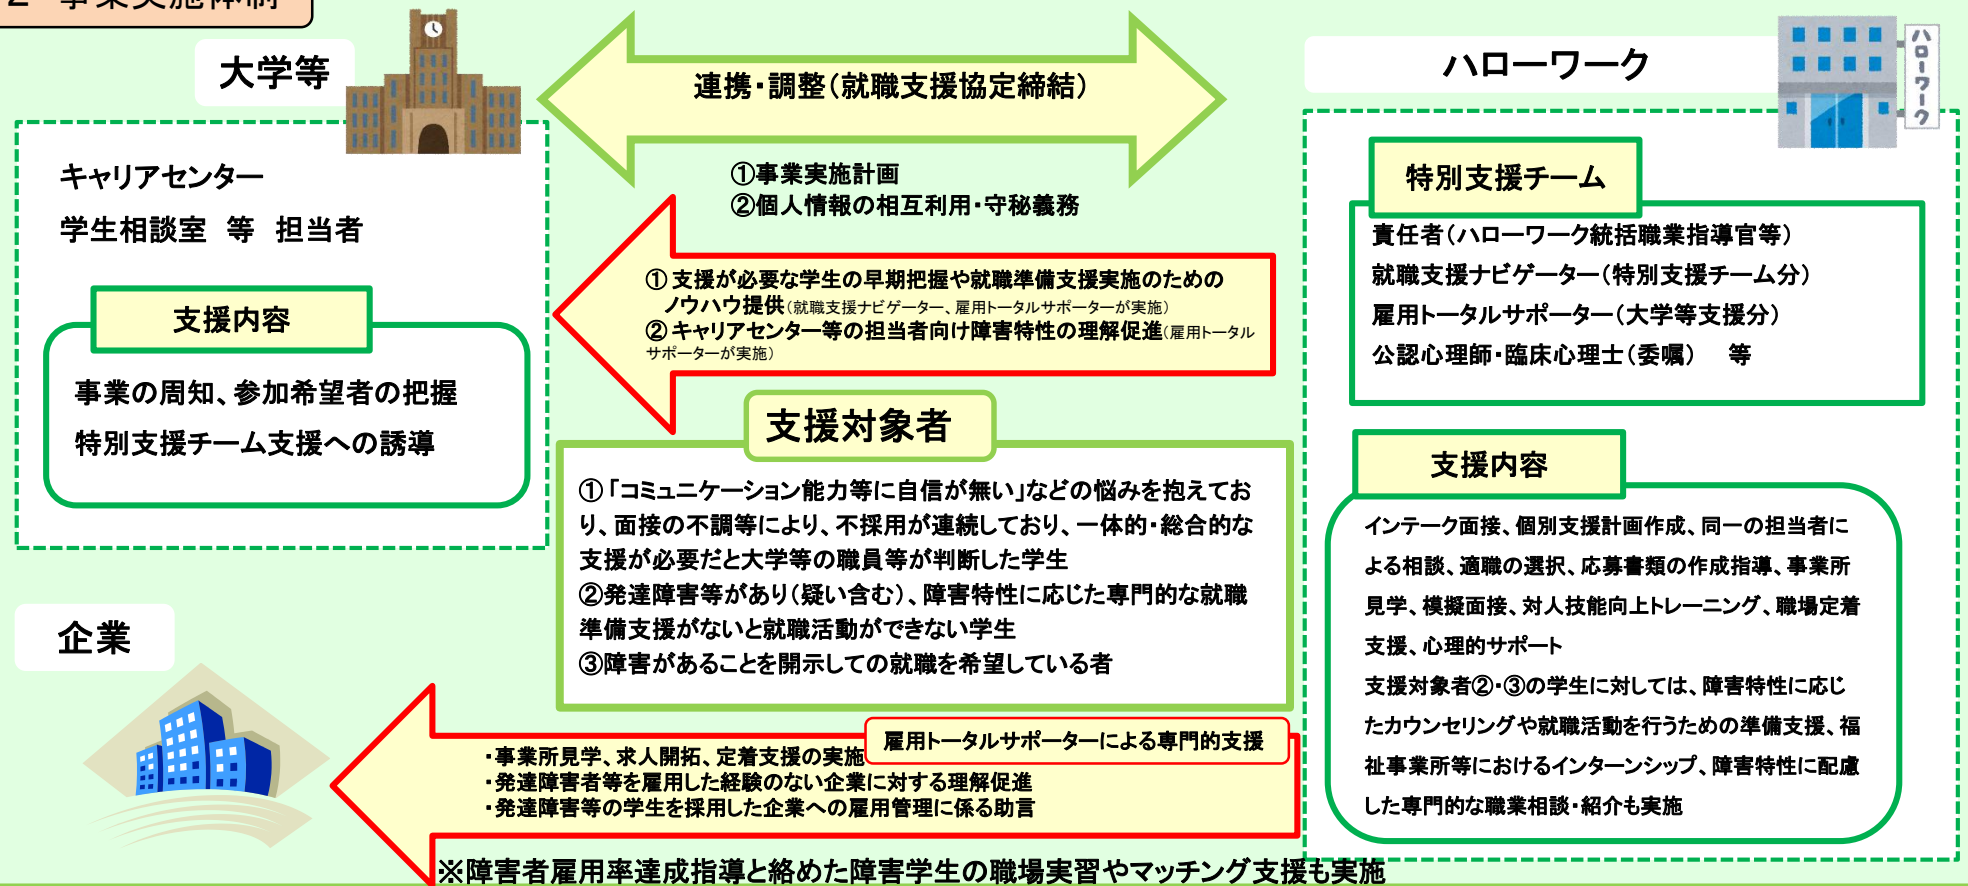 2 事業実施体制
大学等
キャリアセンター
学生相談室 等 担当者
支援内容
事業の周知、参加希望者の把握
特別支援チーム支援への誘導
連携・調整(就職支援協定締結)
①事業実施計画
②個人情報の相互利用・守秘義務
① 支援が必要な学生の早期把握や就職準備支援実施のための
ノウハウ提供(就職支援ナビゲーター、雇用トータルサポーターが実施)
② キャリアセンター等の担当者向け障害特性の理解促進(雇用トータル
サポーターが実施)
支援対象者
①「コミュニケーション能力等に自信が無い」などの悩みを抱えてお
り、面接の不調等により、不採用が連続しており、一体的・総合的な
支援が必要だと大学等の職員等が判断した学生
②発達障害等があり(疑い含む)、障害特性に応じた専門的な就職
準備支援がないと就職活動ができない学生
③障害があることを開示しての就職を希望している者
ハローワーク
ハローワーク
特別支援チーム
責任者(ハローワーク統括職業指導官等)
就職支援ナビゲーター(特別支援チーム分)
雇用トータルサポーター(大学等支援分)
公認心理師・臨床心理士(委嘱) 等
支援内容
インテーク面接、個別支援計画作成、同一の担当者に
よる相談、適職の選択、応募書類の作成指導、事業所
見学、模擬面接、対人技能向上トレーニング、職場定着
支援、心理的サポート
支援対象者②・③の学生に対しては、障害特性に応じ
たカウンセリングや就職活動を行うための準備支援、福
祉事業所等におけるインターンシップ、障害特性に配慮
した専門的な職業相談・紹介も実施
企業
雇用トータルサポーターによる専門的支援
・事業所見学、求人開拓、定着支援の実施
・発達障害者等を雇用した経験のない企業に対する理解促進
・発達障害等の学生を採用した企業への雇用管理に係る助言
※障害者雇用率達成指導と絡めた障害学生の職場実習やマッチング支援も実施